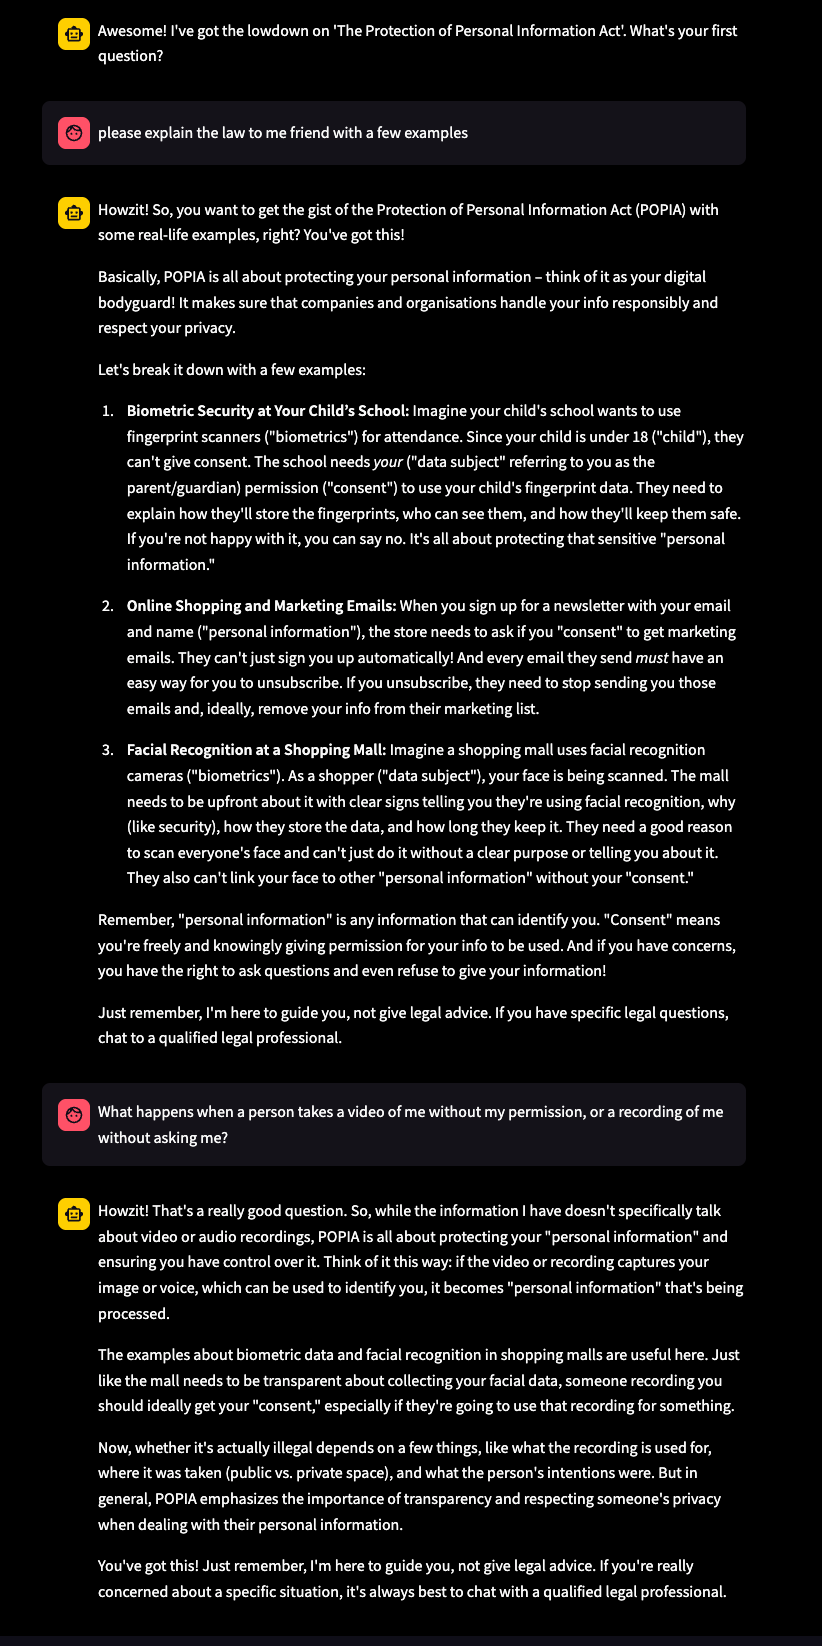 Awesome! I've got the lowdown on 'The Protection of Personal Information Act'. What's your first
question?
please explain the law to me friend with a few examples
Howzit! So, you want to get the gist of the Protection of Personal Information Act (POPIA) with
some real-life examples, right? You've got this!
Basically, POPIA is all about protecting your personal information – think of it as your digital
bodyguard! It makes sure that companies and organisations handle your info responsibly and
respect your privacy.
Let's break it down with a few examples:
1. Biometric Security at Your Child’s School: Imagine your child's school wants to use
fingerprint scanners ("biometrics") for attendance. Since your child is under 18 ("child"), they
can't give consent. The school needs your ("data subject" referring to you as the
parent/guardian) permission ("consent") to use your child's fingerprint data. They need to
explain how they'll store the fingerprints, who can see them, and how they'll keep them safe.
If you're not happy with it, you can say no. It's all about protecting that sensitive "personal
information."
2. Online Shopping and Marketing Emails: When you sign up for a newsletter with your email
and name ("personal information"), the store needs to ask if you "consent" to get marketing
emails. They can't just sign you up automatically! And every email they send must have an
easy way for you to unsubscribe. If you unsubscribe, they need to stop sending you those
emails and, ideally, remove your info from their marketing list.
3. Facial Recognition at a Shopping Mall: Imagine a shopping mall uses facial recognition
cameras ("biometrics"). As a shopper ("data subject"), your face is being scanned. The mall
needs to be upfront about it with clear signs telling you they're using facial recognition, why
(like security), how they store the data, and how long they keep it. They need a good reason
to scan everyone's face and can't just do it without a clear purpose or telling you about it.
They also can't link your face to other "personal information" without your "consent."
Remember, "personal information" is any information that can identify you. "Consent" means
you're freely and knowingly giving permission for your info to be used. And if you have concerns,
you have the right to ask questions and even refuse to give your information!
Just remember, I'm here to guide you, not give legal advice. If you have specific legal questions,
chat to a qualified legal professional.
What happens when a person takes a video of me without my permission, or a recording of me
without asking me?
Howzit! That's a really good question. So, while the information I have doesn't specifically talk
about video or audio recordings, POPIA is all about protecting your "personal information" and
ensuring you have control over it. Think of it this way: if the video or recording captures your
image or voice, which can be used to identify you, it becomes "personal information" that's being
processed.
The examples about biometric data and facial recognition in shopping malls are useful here. Just
like the mall needs to be transparent about collecting your facial data, someone recording you
should ideally get your "consent," especially if they're going to use that recording for something.
Now, whether it's actually illegal depends on a few things, like what the recording is used for,
where it was taken (public vs. private space), and what the person's intentions were. But in
general, POPIA emphasizes the importance of transparency and respecting someone's privacy
when dealing with their personal information.
You've got this! Just remember, I'm here to guide you, not give legal advice. If you're really
concerned about a specific situation, it's always best to chat with a qualified legal professional.